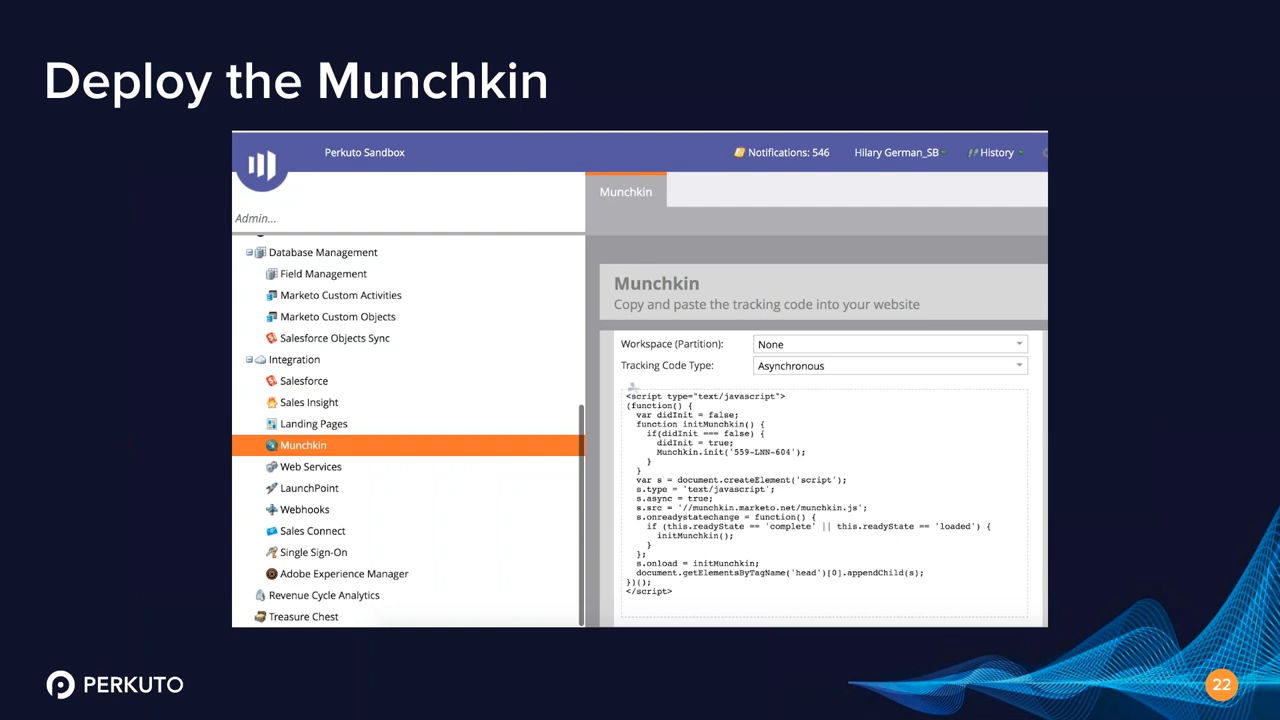 Deploy the Munchkin
Perkuto Sandbox
Notifications: 546
Hilary German_SB
History
Munchkin
Admin...
Database Management
Field Management
Marketo Custom Activities
Marketo Custom Objects
Salesforce Objects Sync
Integration
Salesforce
Sales Insight
Landing Pages
Munchkin
Web Services
LaunchPoint
Webhooks
Sales Connect
Single Sign-On
Adobe Experience Manager
Revenue Cycle Analytics
Treasure Chest
Munchkin
Copy and paste the tracking code into your website
Workspace (Partition): None
Tracking Code Type: Asynchronous
<script type="text/javascript">
(function() {
  var didInit = false;
  function initMunchkin() {
    if(didInit === false) {
      didInit = true;
      Munchkin.init('559-LNN-604');
    }
  }
  var s = document.createElement('script');
  s.type = 'text/javascript';
  s.async = true;
  s.src = '//munchkin.marketo.net/munchkin.js';
  s.onreadystatechange = function() {
    if (this.readyState == 'complete' || this.readyState == 'loaded') {
      initMunchkin();
    }
  };
  s.onload = initMunchkin;
  document.getElementsByTagName('head')[0].appendChild(s);
})();
</script>
PERKUTO
22